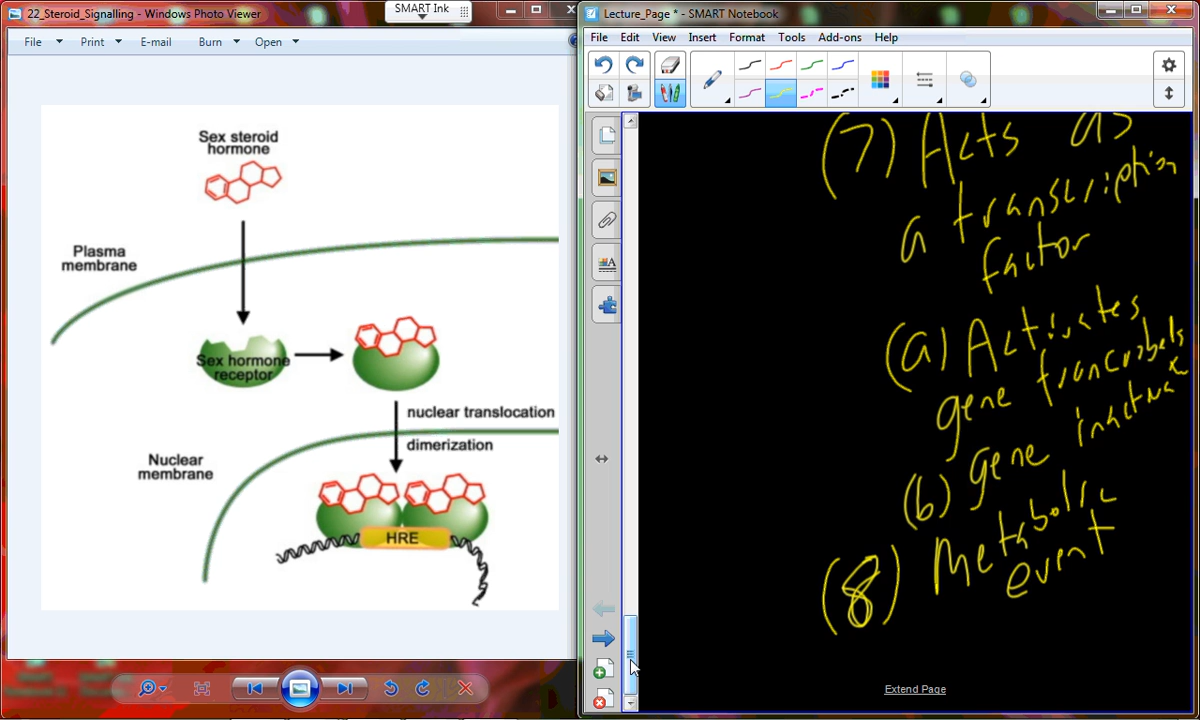 22_Steroid_Signalling - Windows Photo Viewer
SMART Ink
File Print E-mail Burn Open
Sex steroid
hormone
Plasma
membrane
Sex hormone
receptor
nuclear translocation
dimerization
Nuclear
membrane
HRE
Lecture_Page * - SMART Notebook
File Edit View Insert Format Tools Add-ons Help
(7) Acts as
a transcription
factor
(a) Activates
gene
(b) gene
(8) Metabolic
event
Extend Page